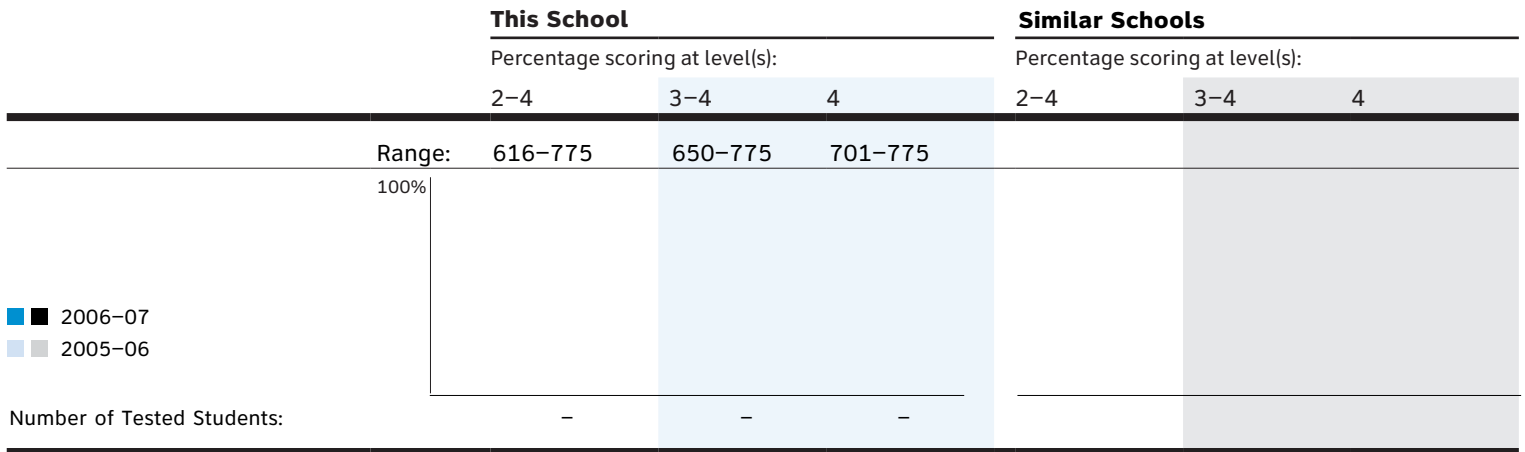 This School Similar Schools
Percentage scoring at level(s): Percentage scoring at level(s):
2–4 3–4 4 2–4 3–4 4
Range: 616–775 650–775 701–775
100%
2006–07
2005–06
Number of Tested Students: – – –